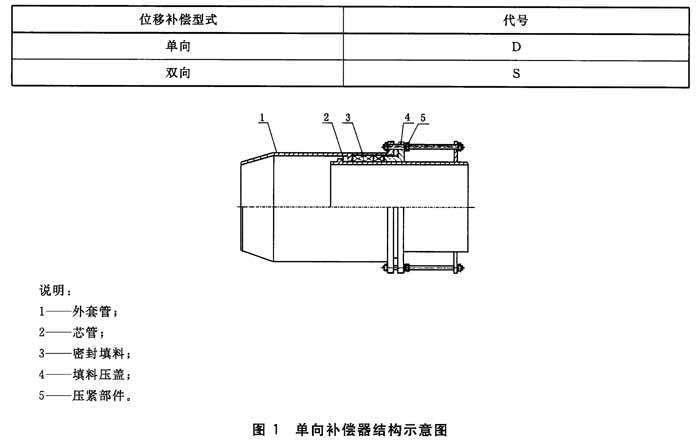 位移补偿型式 代号
单向 D
双向 S
1 2 3 4 5
说明：
1——外套管；
2——芯管；
3——密封填料；
4——填料压盖；
5——压紧部件。
图 1 单向补偿器结构示意图